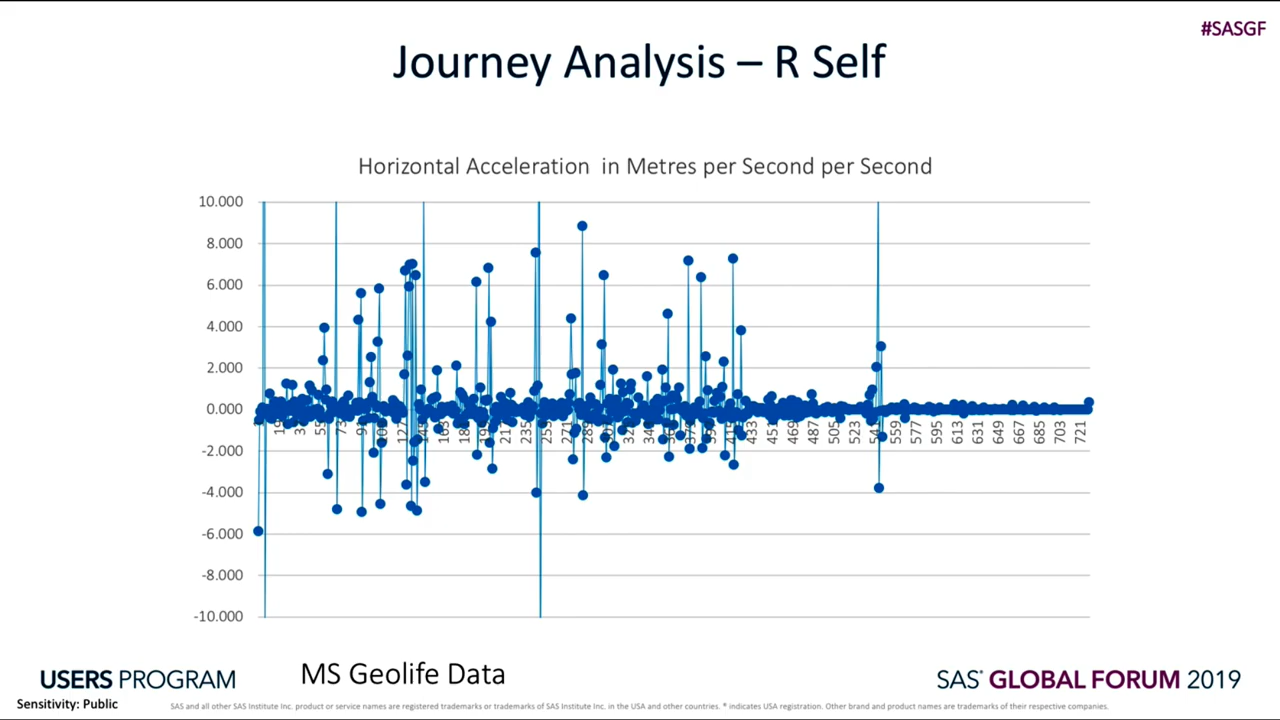 #SASGF
Journey Analysis – R Self
Horizontal Acceleration in Metres per Second per Second
10.000
8.000
6.000
4.000
2.000
0.000
-2.000
-4.000
-6.000
-8.000
-10.000
55 73 163 235 433 451 469 487 505 523 559 577 595 613 631 649 667 685 703 721
MS Geolife Data
USERS PROGRAM
SAS® GLOBAL FORUM 2019
Sensitivity: Public
SAS and all other SAS Institute Inc. product or service names are registered trademarks or trademarks of SAS Institute Inc. in the USA and other countries. ® indicates USA registration. Other brand and product names are trademarks of their respective companies.